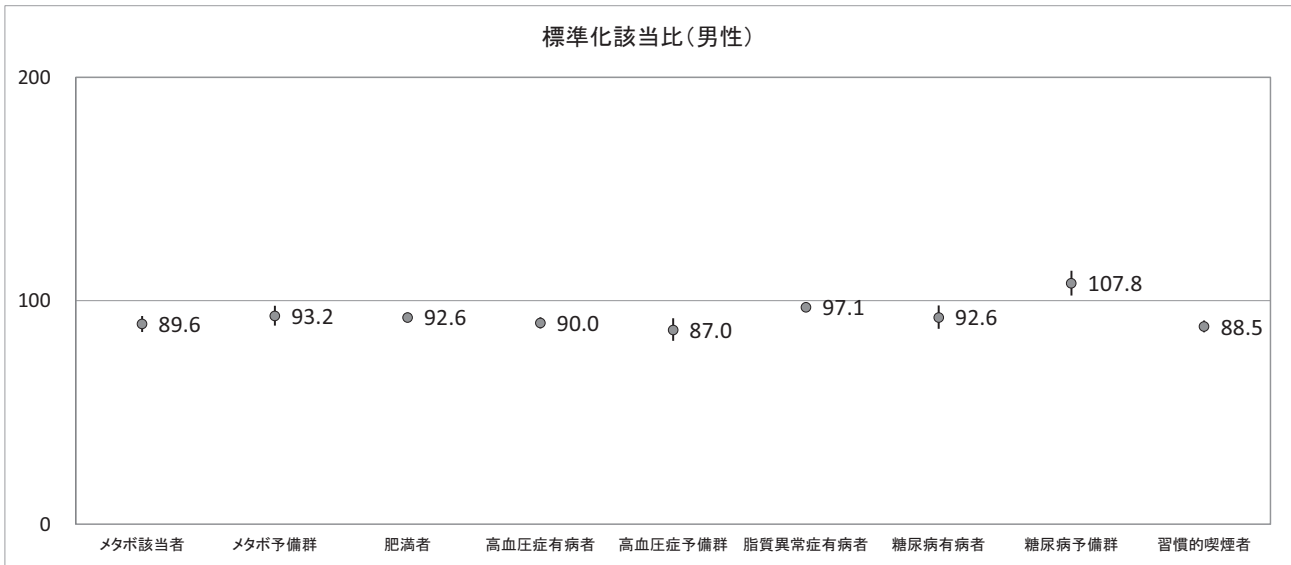 標準化該当比（男性）
200
100
0
89.6
93.2
92.6
90.0
87.0
97.1
92.6
107.8
88.5
メタボ該当者
メタボ予備群
肥満者
高血圧症有病者
高血圧症予備群
脂質異常症有病者
糖尿病有病者
糖尿病予備群
習慣的喫煙者